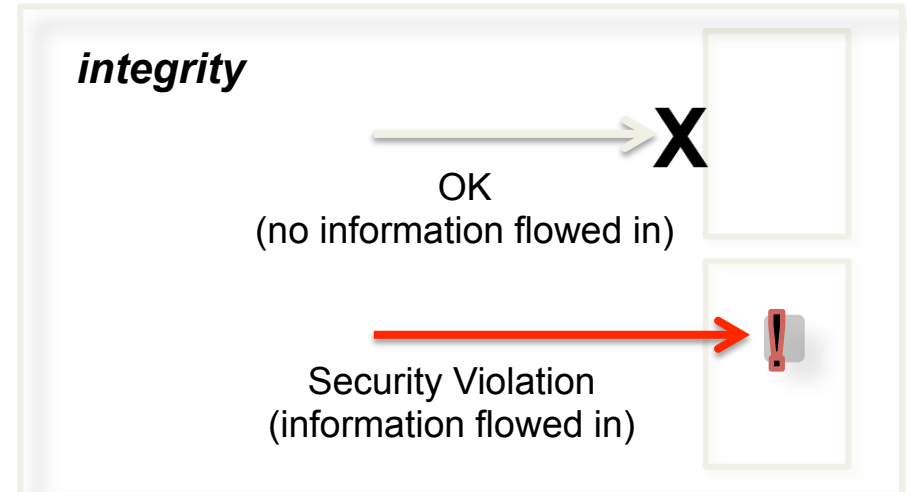 integrity
X
OK
(no information flowed in)
!
Security Violation
(information flowed in)